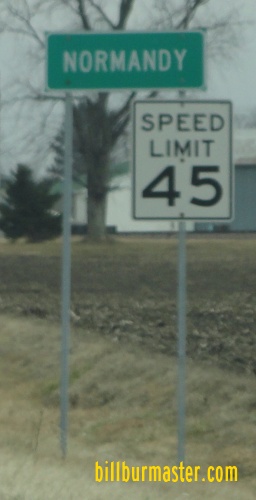 NORMANDY
SPEED
LIMIT
45
billburmaster.com